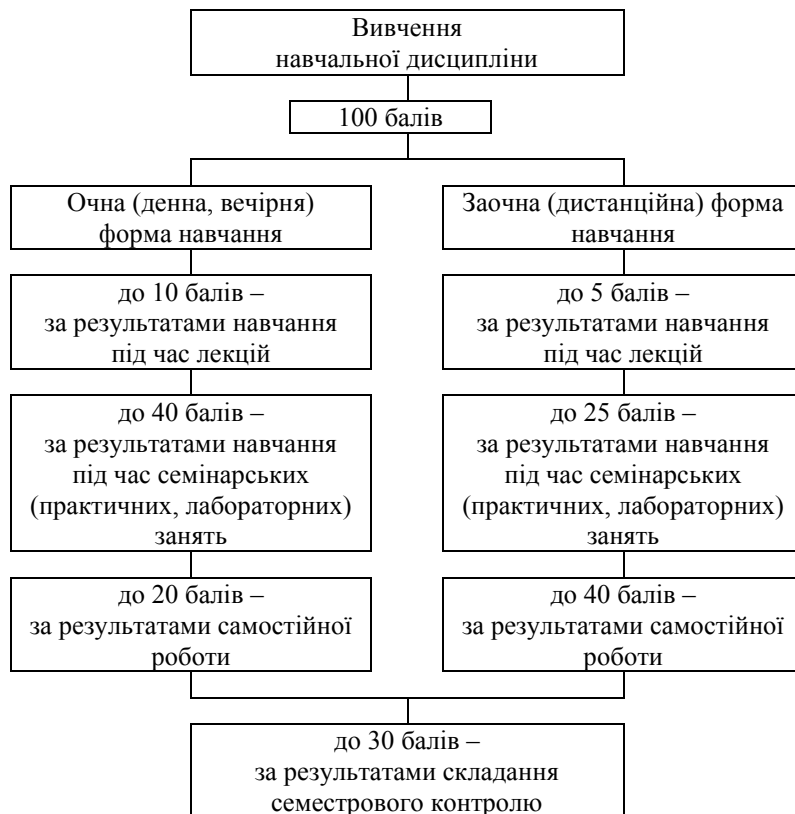 Вивчення
навчальної дисципліни
100 балів
Очна (денна, вечірня)
форма навчання
до 10 балів –
за результатами навчання
під час лекцій
до 40 балів –
за результатами навчання
під час семінарських
(практичних, лабораторних)
занять
до 20 балів –
за результатами самостійної
роботи
Заочна (дистанційна) форма
навчання
до 5 балів –
за результатами навчання
під час лекцій
до 25 балів –
за результатами навчання
під час семінарських
(практичних, лабораторних)
занять
до 40 балів –
за результатами самостійної
роботи
до 30 балів –
за результатами складання
семестрового контролю